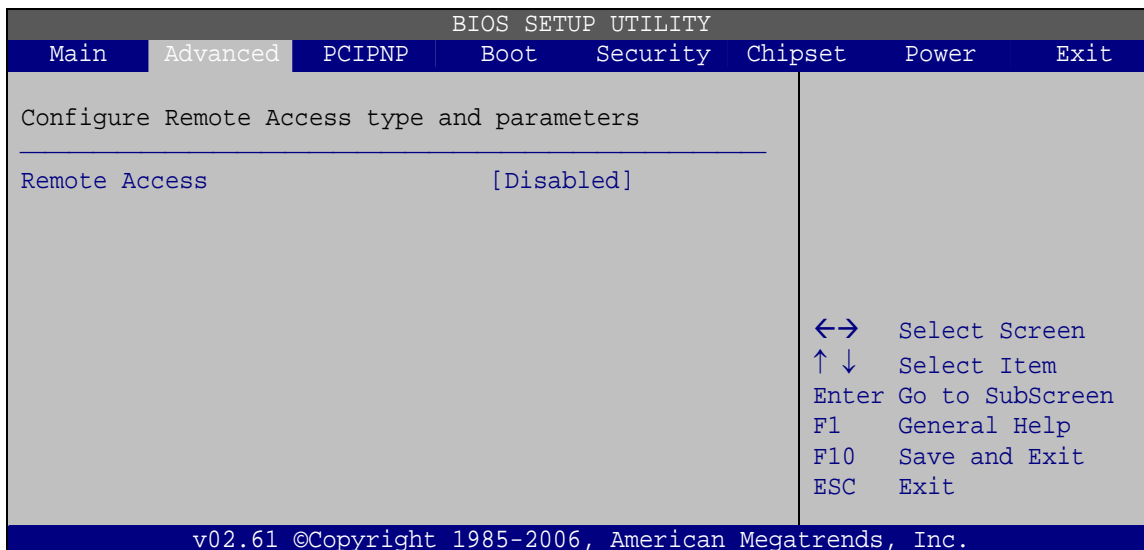 BIOS SETUP UTILITY
Main Advanced PCIPNP Boot Security Chipset Power Exit
Configure Remote Access type and parameters
Remote Access [Disabled]
←→ Select Screen
↑ ↓ Select Item
Enter Go to SubScreen
F1 General Help
F10 Save and Exit
ESC Exit
v02.61 ©Copyright 1985-2006, American Megatrends, Inc.